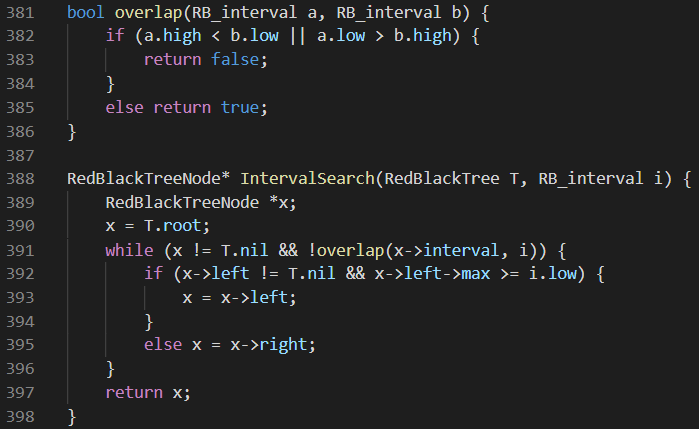 381 bool overlap(RB_interval a, RB_interval b) {
382     if (a.high < b.low || a.low > b.high) {
383         return false;
384     }
385     else return true;
386 }
387
388 RedBlackTreeNode* IntervalSearch(RedBlackTree T, RB_interval i) {
389     RedBlackTreeNode *x;
390     x = T.root;
391     while (x != T.nil && !overlap(x->interval, i)) {
392         if (x->left != T.nil && x->left->max >= i.low) {
393             x = x->left;
394         }
395         else x = x->right;
396     }
397     return x;
398 }